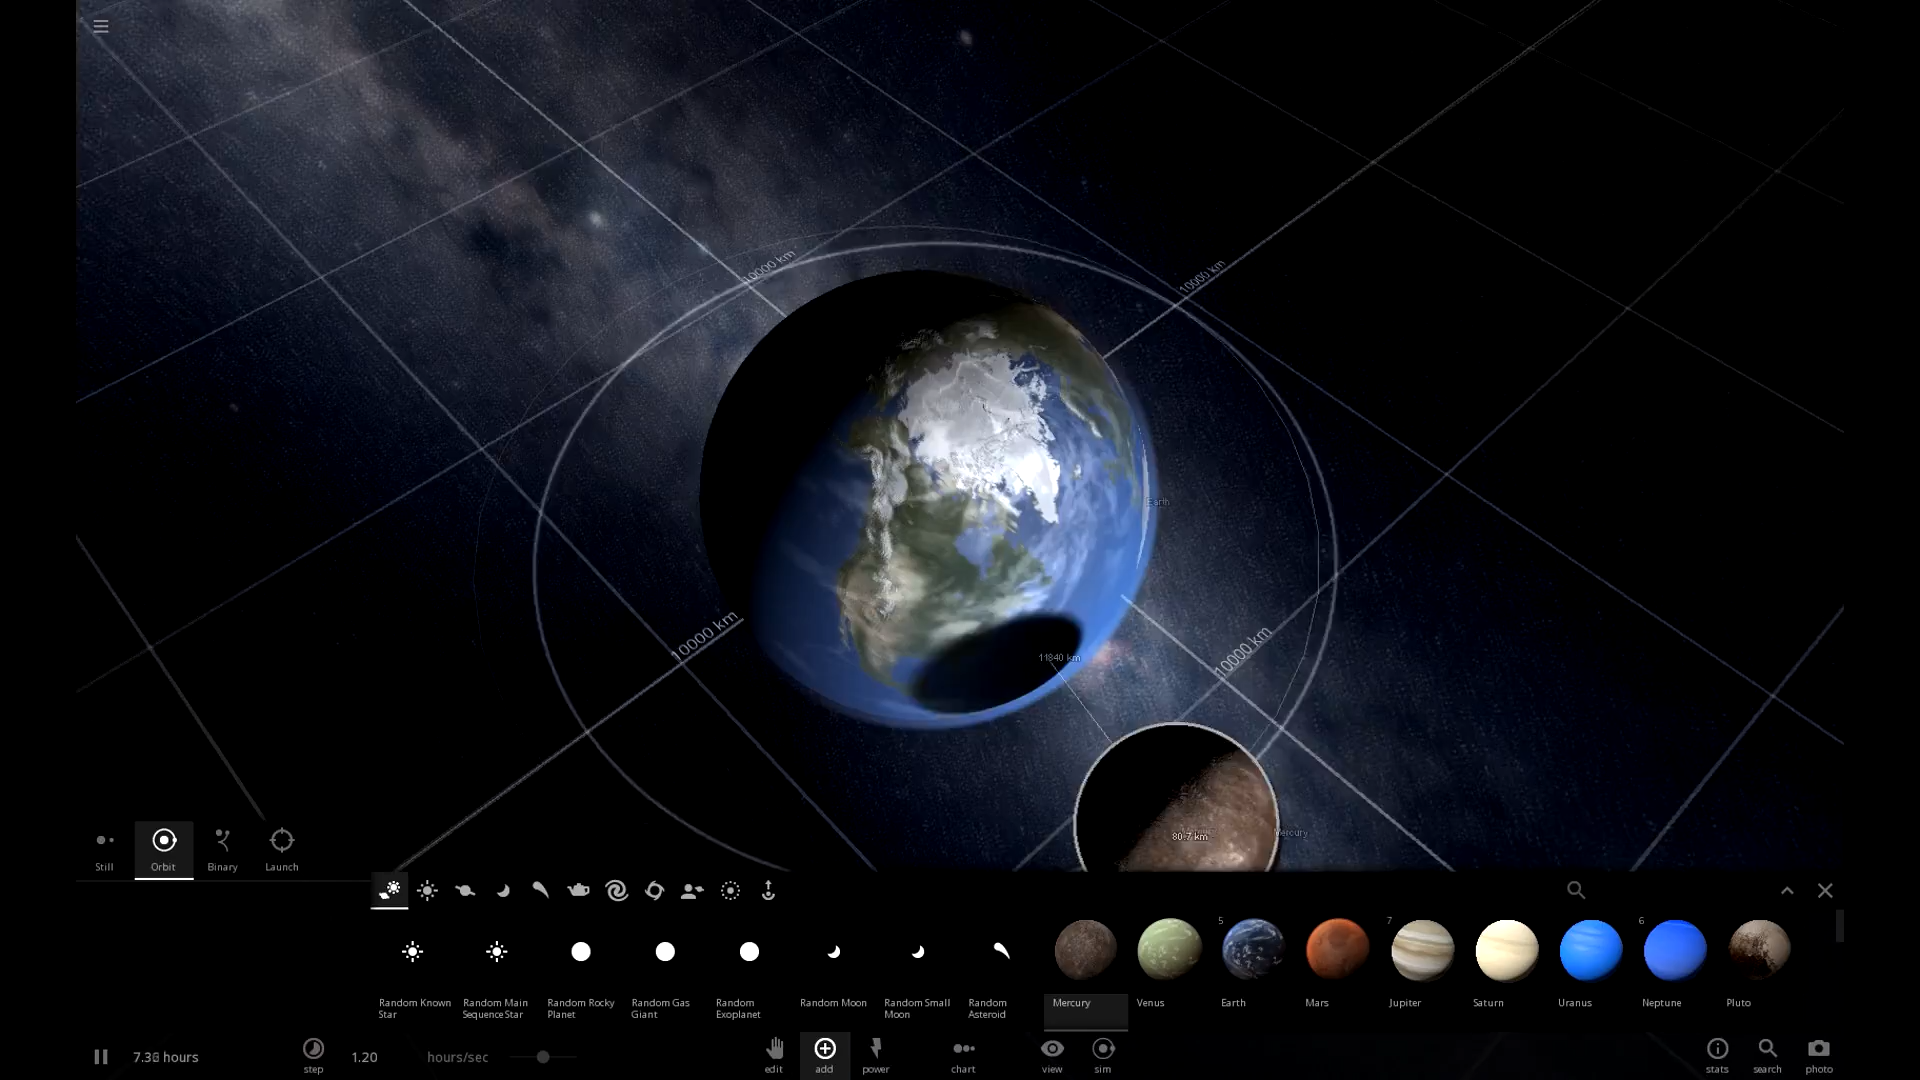 10000 km
10000 km
Earth
10000 km
11840 km
10000 km
80.7 km
Mercury
Still
Orbit
Binary
Launch
5
7
6
Random Known
Star
Random Main
Sequence Star
Random Rocky
Planet
Random Gas
Giant
Random
Exoplanet
Random Moon
Random Small
Moon
Random
Asteroid
Mercury
Venus
Earth
Mars
Jupiter
Saturn
Uranus
Neptune
Pluto
hours
step
1.20
hours/sec
edit
add
power
chart
view
sim
stats
search
photo